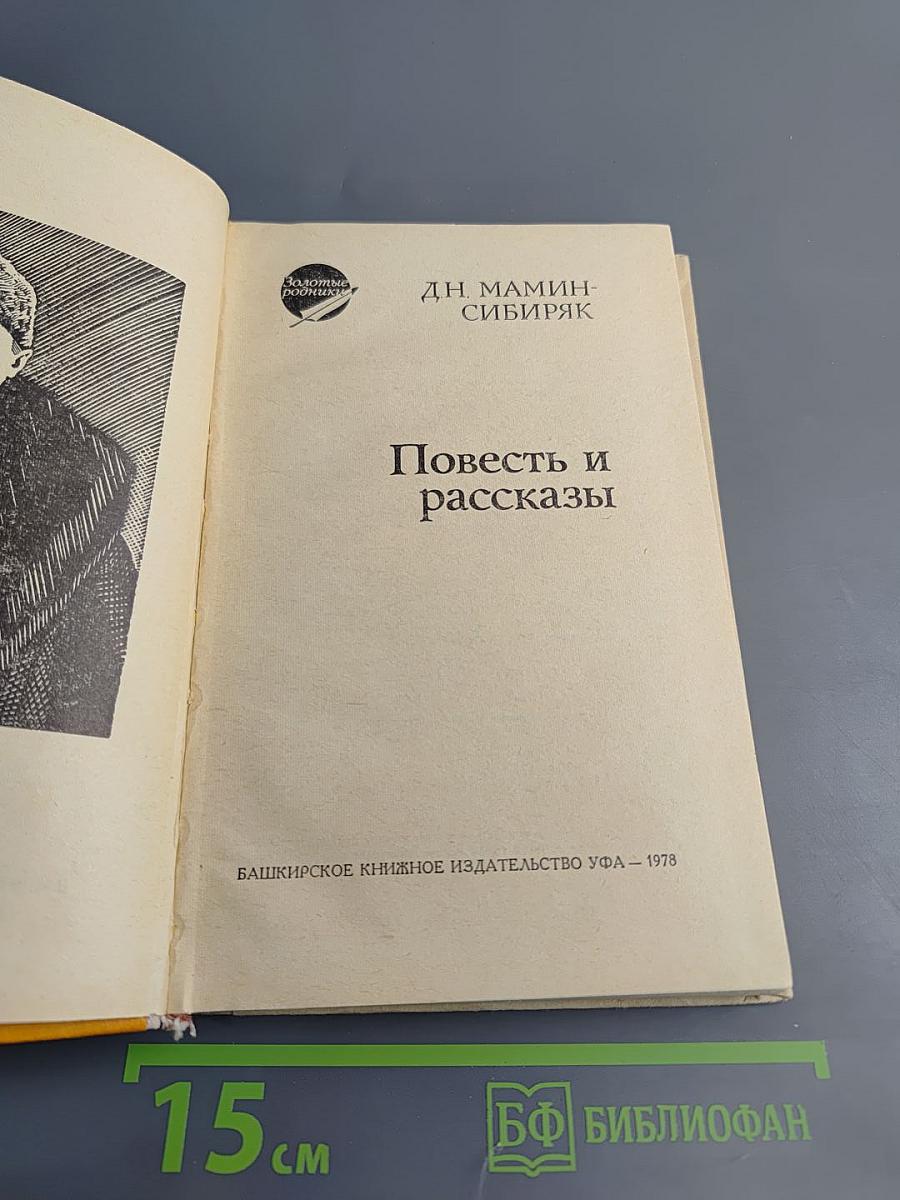 Золотые
родники
Д.Н. МАМИН-
СИБИРЯК
Повесть и
рассказы
БАШКИРСКОЕ КНИЖНОЕ ИЗДАТЕЛЬСТВО УФА — 1978
15 см
БФ БИБЛИОФАН